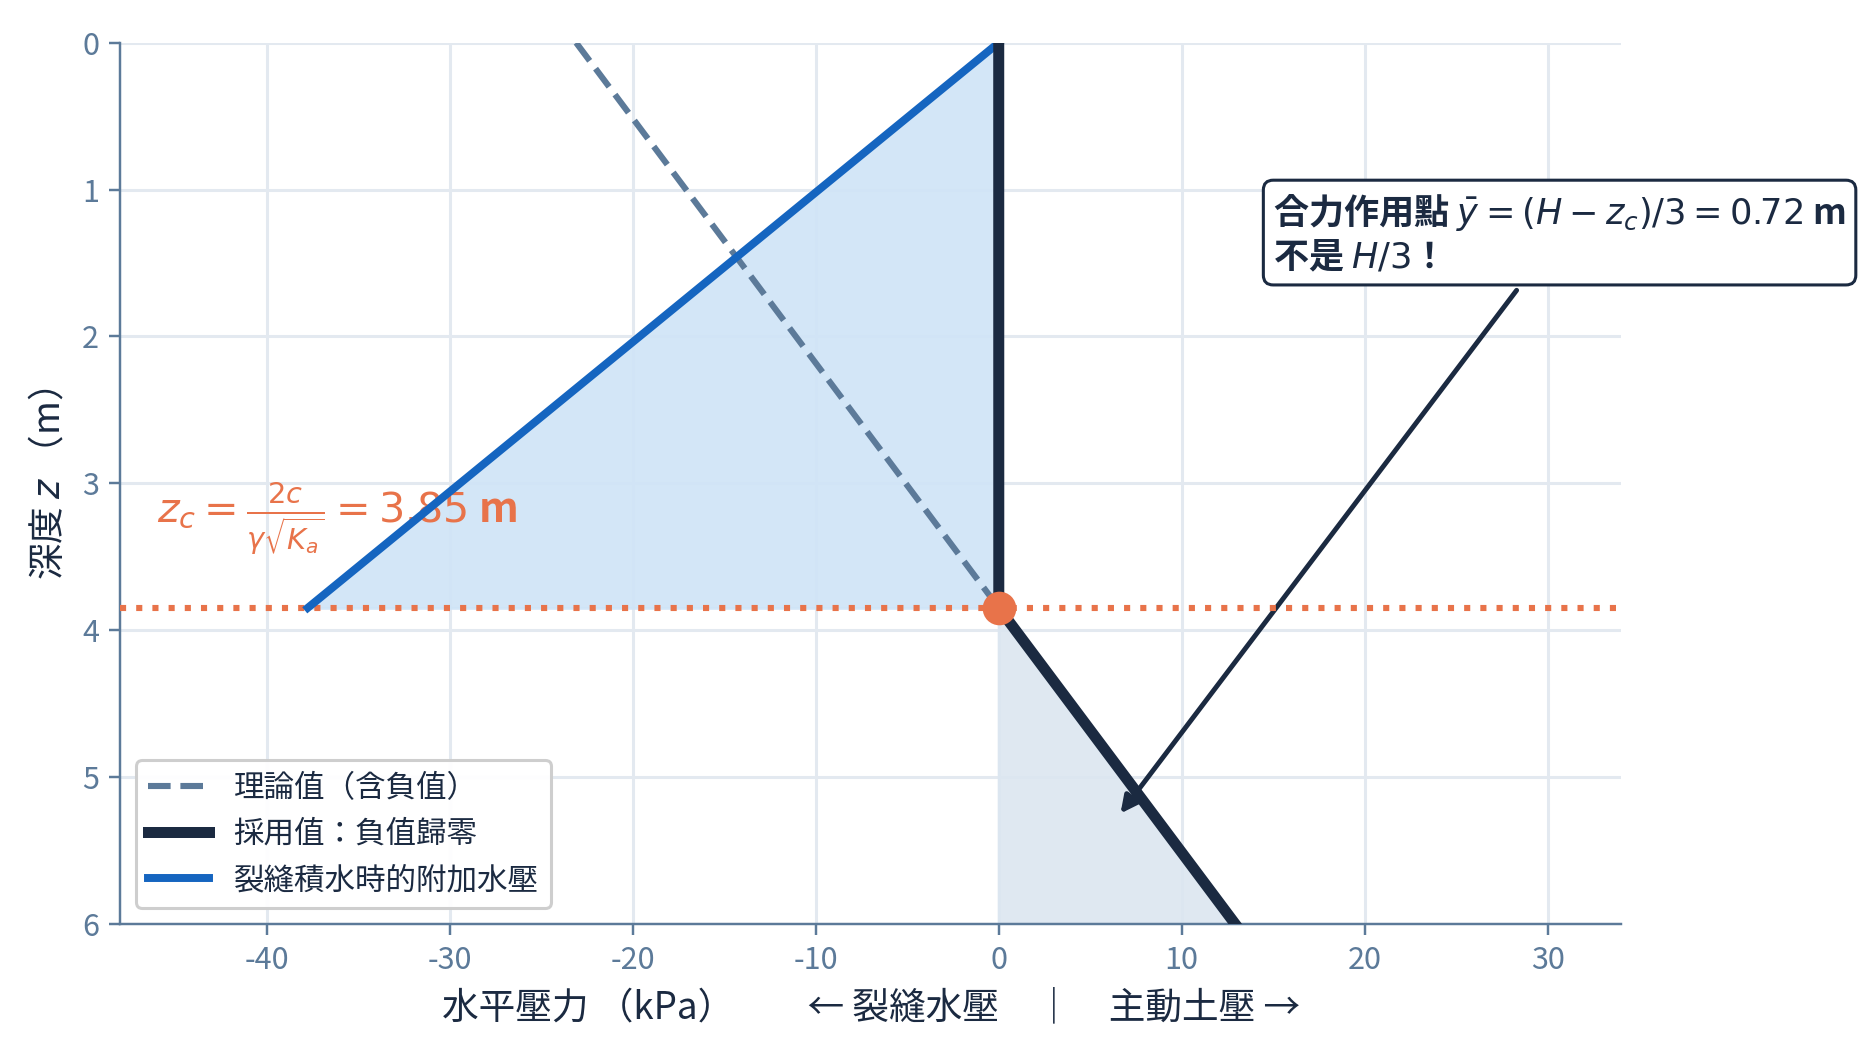 0
1
2
3
4
5
6
深度 z （m）
合力作用點 ȳ = (H − z_c)/3 = 0.72 m
不是 H/3！
z_c = 2c/(γ√K_a) = 3.85 m
理論值（含負值）
採用值：負值歸零
裂縫積水時的附加水壓
-40 -30 -20 -10 0 10 20 30
水平壓力 （kPa） ← 裂縫水壓 ｜ 主動土壓 →